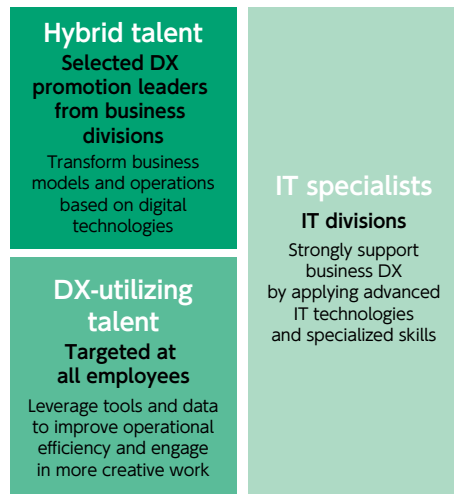 Hybrid talent
Selected DX
promotion leaders
from business
divisions
Transform business
models and operations
based on digital
technologies
DX-utilizing
talent
Targeted at
all employees
Leverage tools and data
to improve operational
efficiency and engage
in more creative work
IT specialists
IT divisions
Strongly support
business DX
by applying advanced
IT technologies
and specialized skills